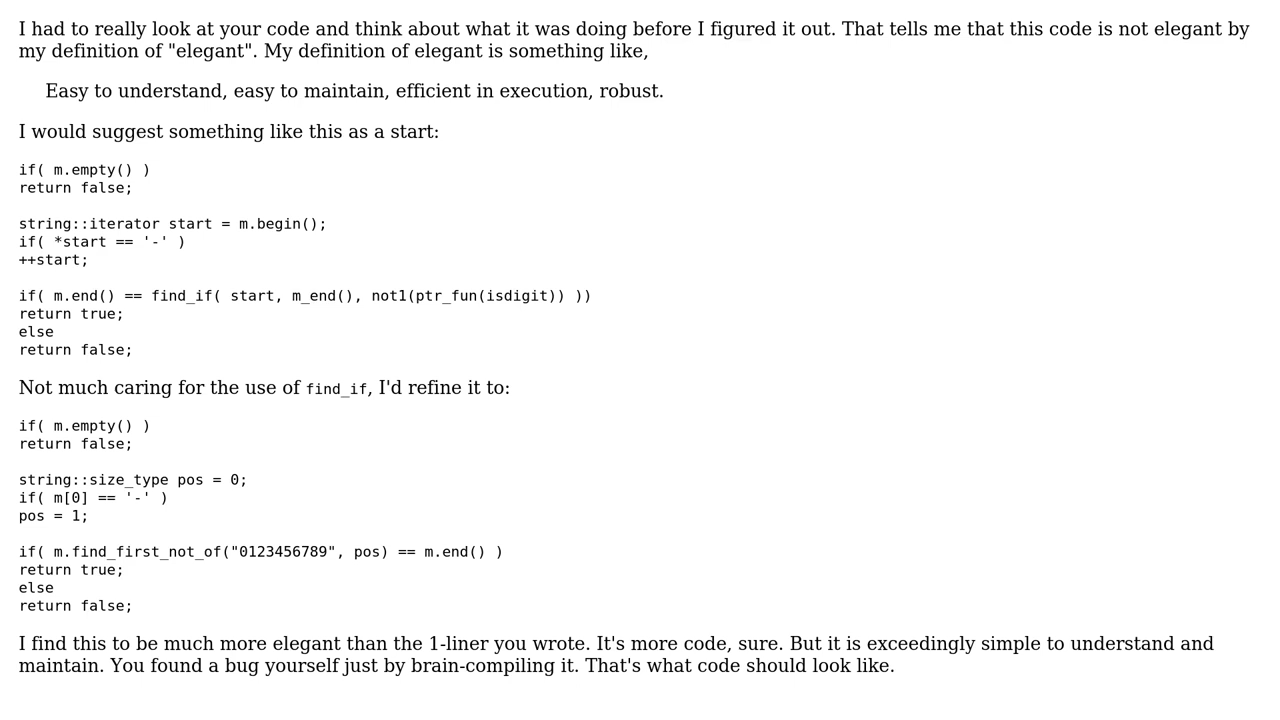 I had to really look at your code and think about what it was doing before I figured it out. That tells me that this code is not elegant by
my definition of "elegant". My definition of elegant is something like,
Easy to understand, easy to maintain, efficient in execution, robust.
I would suggest something like this as a start:
if( m.empty() )
return false;
string::iterator start = m.begin();
if( *start == '-' )
++start;
if( m.end() == find_if( start, m_end(), not1(ptr_fun(isdigit)) ))
return true;
else
return false;
Not much caring for the use of find_if, I'd refine it to:
if( m.empty() )
return false;
string::size_type pos = 0;
if( m[0] == '-' )
pos = 1;
if( m.find_first_not_of("0123456789", pos) == m.end() )
return true;
else
return false;
I find this to be much more elegant than the 1-liner you wrote. It's more code, sure. But it is exceedingly simple to understand and
maintain. You found a bug yourself just by brain-compiling it. That's what code should look like.